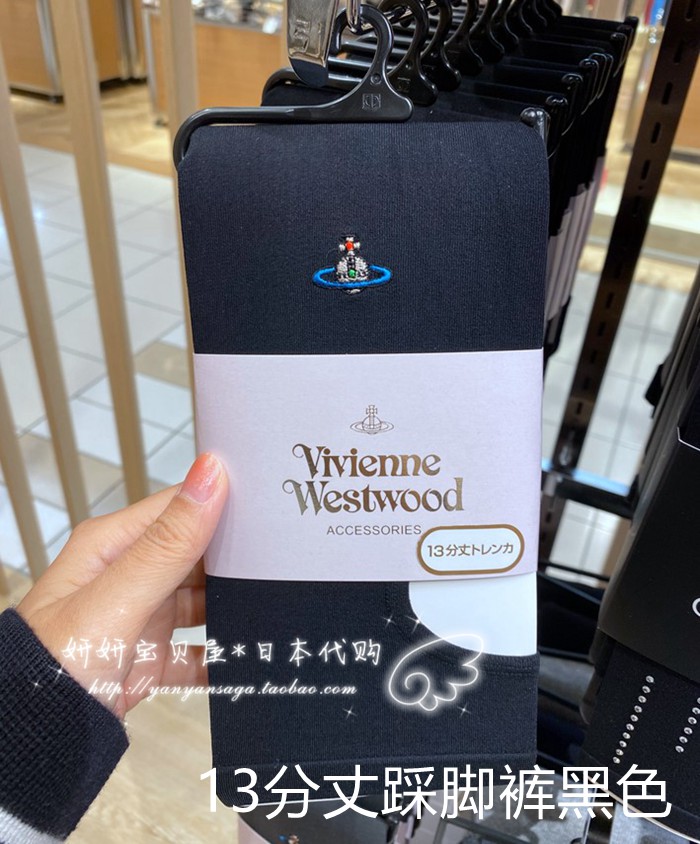 Vivienne
Westwood
ACCESSORIES
13分丈トレンカ
妍妍宝贝屋*日本代购
http://yanyansaga.taobao.com
13分丈踩脚裤黑色